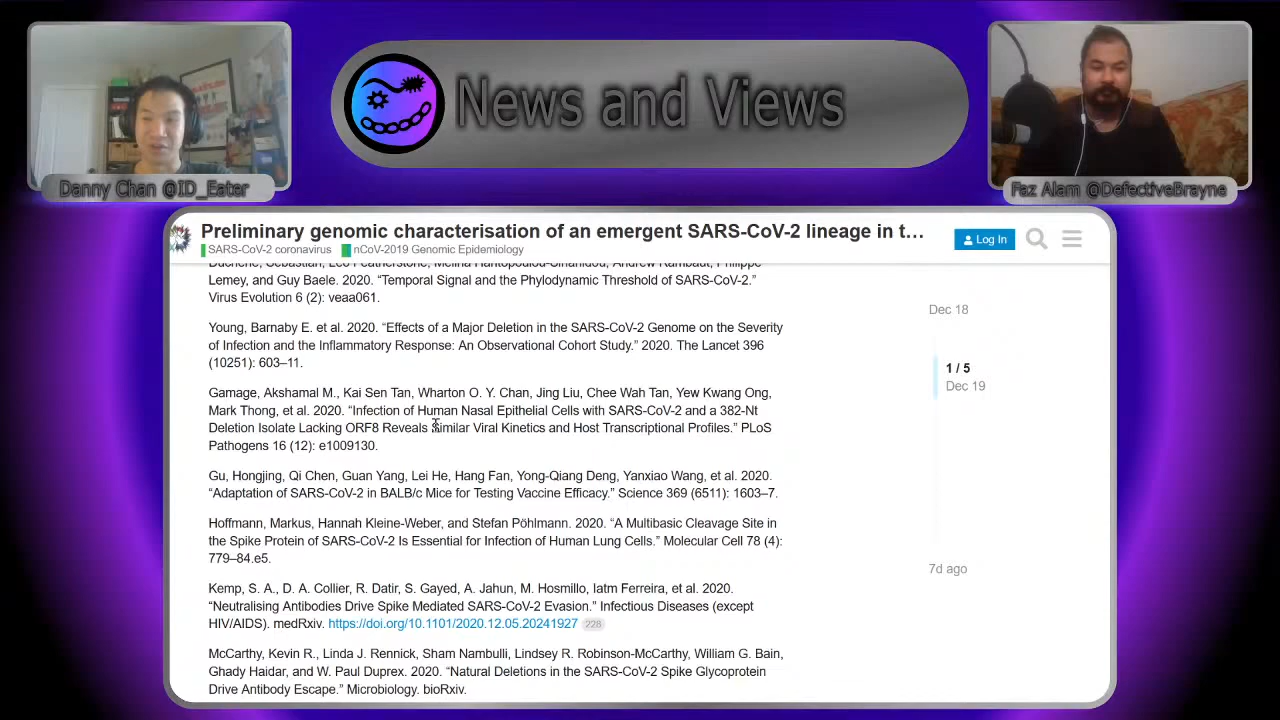 News and Views
Danny Chan @ID_Eater
Faz Alam @DefectiveBrayne
Preliminary genomic characterisation of an emergent SARS-CoV-2 lineage in t…
SARS-CoV-2 coronavirus nCoV-2019 Genomic Epidemiology
Log In
Duchene, Sebastian, Leo Featherstone, Melina Haritopoulou-Sinanidou, Andrew Rambaut, Philippe
Lemey, and Guy Baele. 2020. “Temporal Signal and the Phylodynamic Threshold of SARS-CoV-2.”
Virus Evolution 6 (2): veaa061.
Young, Barnaby E. et al. 2020. “Effects of a Major Deletion in the SARS-CoV-2 Genome on the Severity
of Infection and the Inflammatory Response: An Observational Cohort Study.” 2020. The Lancet 396
(10251): 603–11.
Gamage, Akshamal M., Kai Sen Tan, Wharton O. Y. Chan, Jing Liu, Chee Wah Tan, Yew Kwang Ong,
Mark Thong, et al. 2020. “Infection of Human Nasal Epithelial Cells with SARS-CoV-2 and a 382-Nt
Deletion Isolate Lacking ORF8 Reveals Similar Viral Kinetics and Host Transcriptional Profiles.” PLoS
Pathogens 16 (12): e1009130.
Gu, Hongjing, Qi Chen, Guan Yang, Lei He, Hang Fan, Yong-Qiang Deng, Yanxiao Wang, et al. 2020.
“Adaptation of SARS-CoV-2 in BALB/c Mice for Testing Vaccine Efficacy.” Science 369 (6511): 1603–7.
Hoffmann, Markus, Hannah Kleine-Weber, and Stefan Pöhlmann. 2020. “A Multibasic Cleavage Site in
the Spike Protein of SARS-CoV-2 Is Essential for Infection of Human Lung Cells.” Molecular Cell 78 (4):
779–84.e5.
Kemp, S. A., D. A. Collier, R. Datir, S. Gayed, A. Jahun, M. Hosmillo, Iatm Ferreira, et al. 2020.
“Neutralising Antibodies Drive Spike Mediated SARS-CoV-2 Evasion.” Infectious Diseases (except
HIV/AIDS). medRxiv. https://doi.org/10.1101/2020.12.05.20241927 228
McCarthy, Kevin R., Linda J. Rennick, Sham Nambulli, Lindsey R. Robinson-McCarthy, William G. Bain,
Ghady Haidar, and W. Paul Duprex. 2020. “Natural Deletions in the SARS-CoV-2 Spike Glycoprotein
Drive Antibody Escape.” Microbiology. bioRxiv.
Dec 18
1 / 5
Dec 19
7d ago